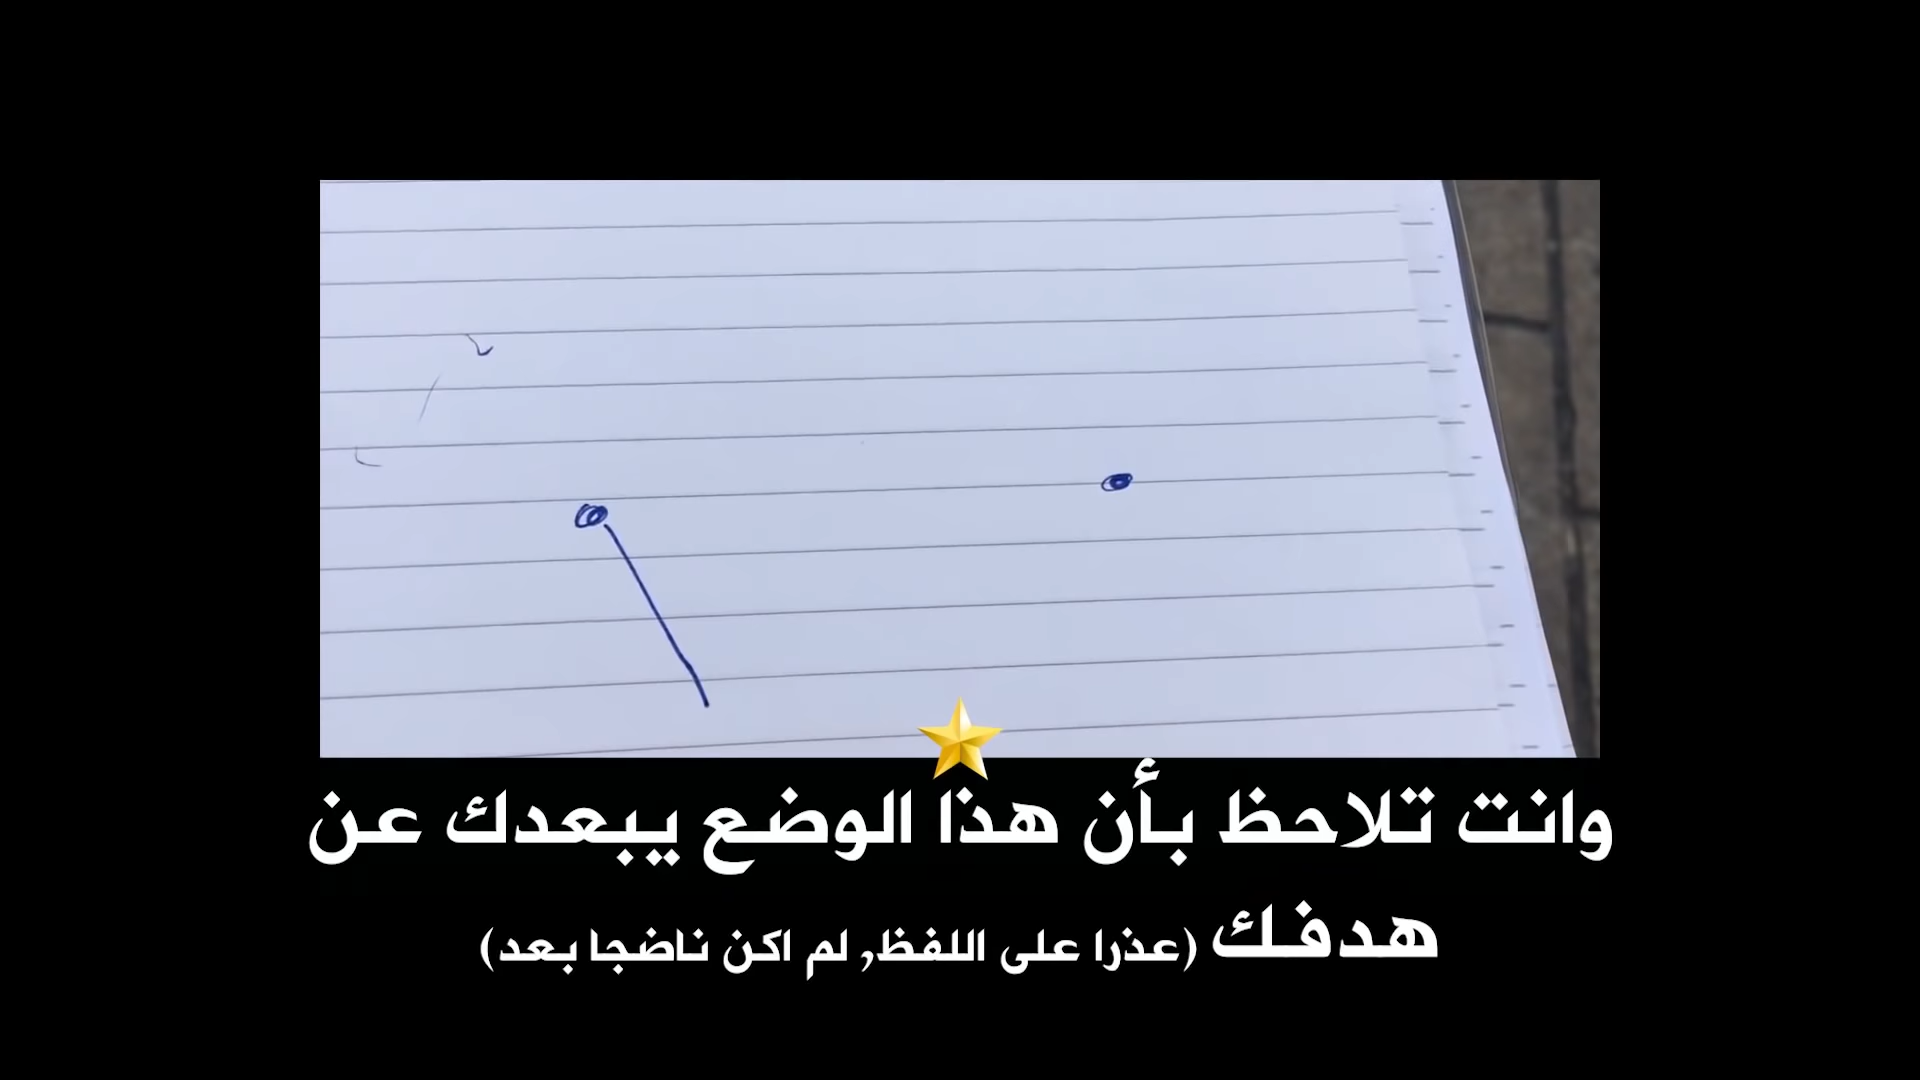 وانت تلاحظ بأن هذا الوضع يبعدك عن
هدفك (عذرا على اللفظ, لم اكن ناضجا بعد)